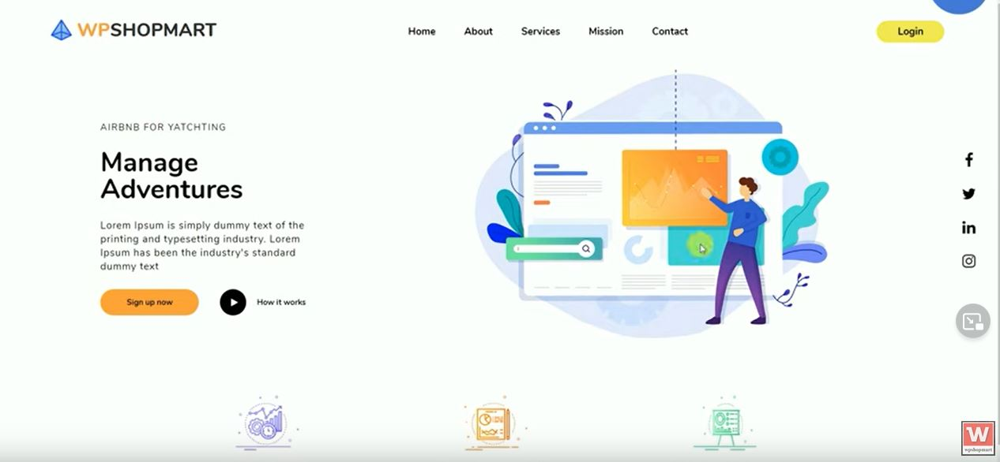 WPSHOPMART
Home
About
Services
Mission
Contact
Login
AIRBNB FOR YATCHTING
Manage
Adventures
Lorem Ipsum is simply dummy text of the
printing and typesetting industry. Lorem
Ipsum has been the industry's standard
dummy text
Sign up now
How it works
W
wpshopmart